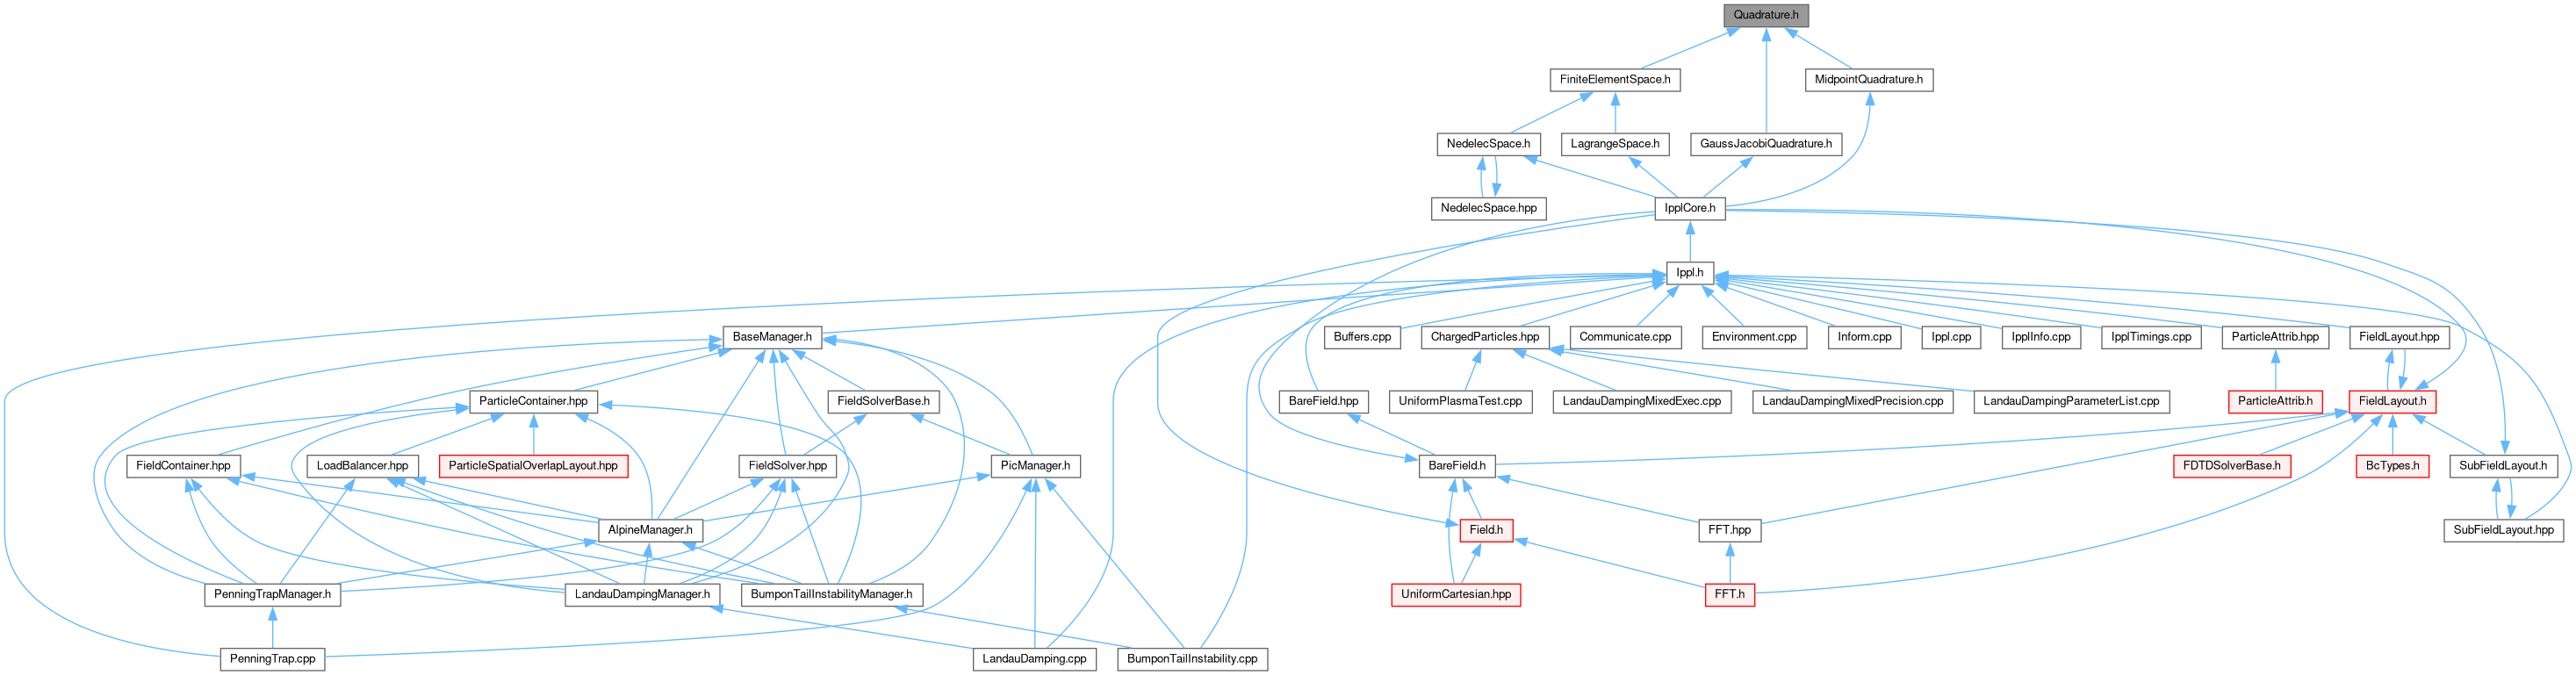 Quadrature.h
FiniteElementSpace.h
MidpointQuadrature.h
NedelecSpace.h
LagrangeSpace.h
GaussJacobiQuadrature.h
NedelecSpace.hpp
IpplCore.h
Ippl.h
BaseManager.h
Buffers.cpp
ChargedParticles.hpp
Communicate.cpp
Environment.cpp
Inform.cpp
Ippl.cpp
IpplInfo.cpp
IpplTimings.cpp
ParticleAttrib.hpp
FieldLayout.hpp
ParticleContainer.hpp
FieldSolverBase.h
BareField.hpp
UniformPlasmaTest.cpp
LandauDampingMixedExec.cpp
LandauDampingMixedPrecision.cpp
LandauDampingParameterList.cpp
ParticleAttrib.h
FieldLayout.h
FieldContainer.hpp
LoadBalancer.hpp
ParticleSpatialOverlapLayout.hpp
FieldSolver.hpp
PicManager.h
BareField.h
FDTDSolverBase.h
BcTypes.h
SubFieldLayout.h
AlpineManager.h
Field.h
FFT.hpp
SubFieldLayout.hpp
PenningTrapManager.h
LandauDampingManager.h
BumponTailInstabilityManager.h
UniformCartesian.hpp
FFT.h
PenningTrap.cpp
LandauDamping.cpp
BumponTailInstability.cpp